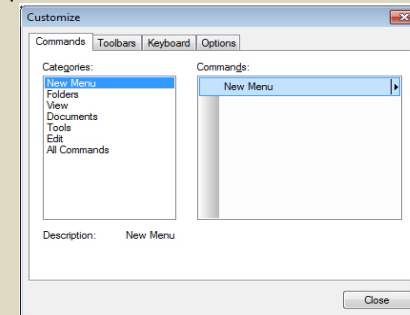 Customize
Commands Toolbars Keyboard Options
Categories: Commands:
New Menu New Menu
Folders
View
Documents
Tools
Edit
All Commands
Description: New Menu
Close